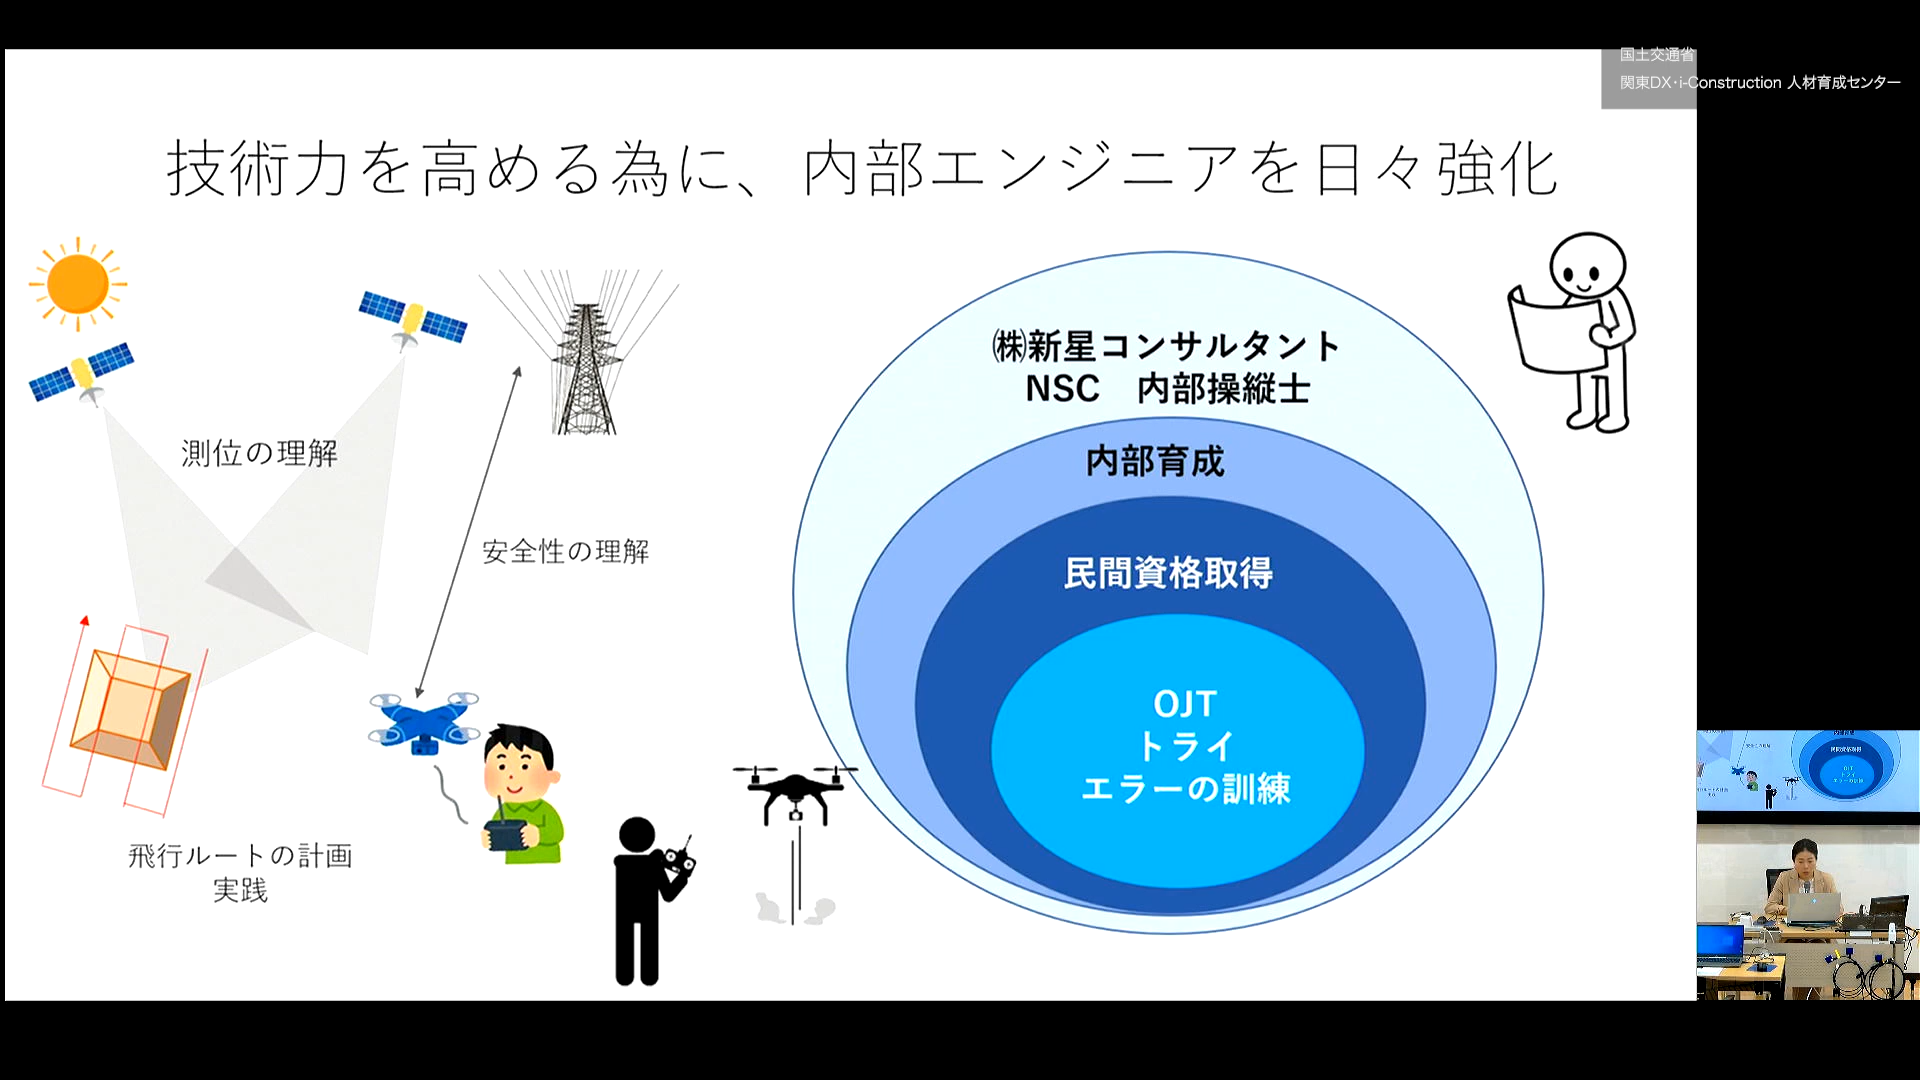 国土交通省
関東DX・i-Construction 人材育成センター
技術力を高める為に、内部エンジニアを日々強化
測位の理解
安全性の理解
飛行ルートの計画
実践
㈱新星コンサルタント
NSC　内部操縦士
内部育成
民間資格取得
OJT
トライ
エラーの訓練